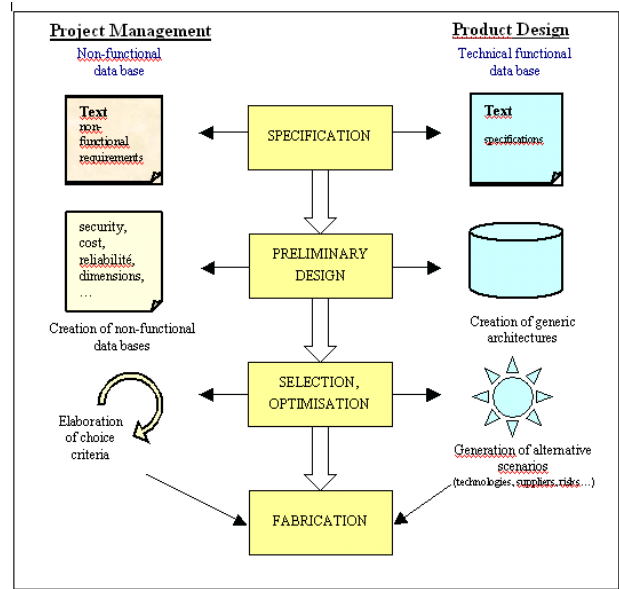 Project Management
Non-functional
data base
Product Design
Technical functional
data base
Text
non-
functional
requirements
SPECIFICATION
Text
specifications
security,
cost,
reliabilité,
dimensions,
…
PRELIMINARY
DESIGN
Creation of non-functional
data bases
Creation of generic
architectures
SELECTION,
OPTIMISATION
Elaboration
of choice
criteria
Generation of alternative
scenarios
(technologies, suppliers, risks…)
FABRICATION